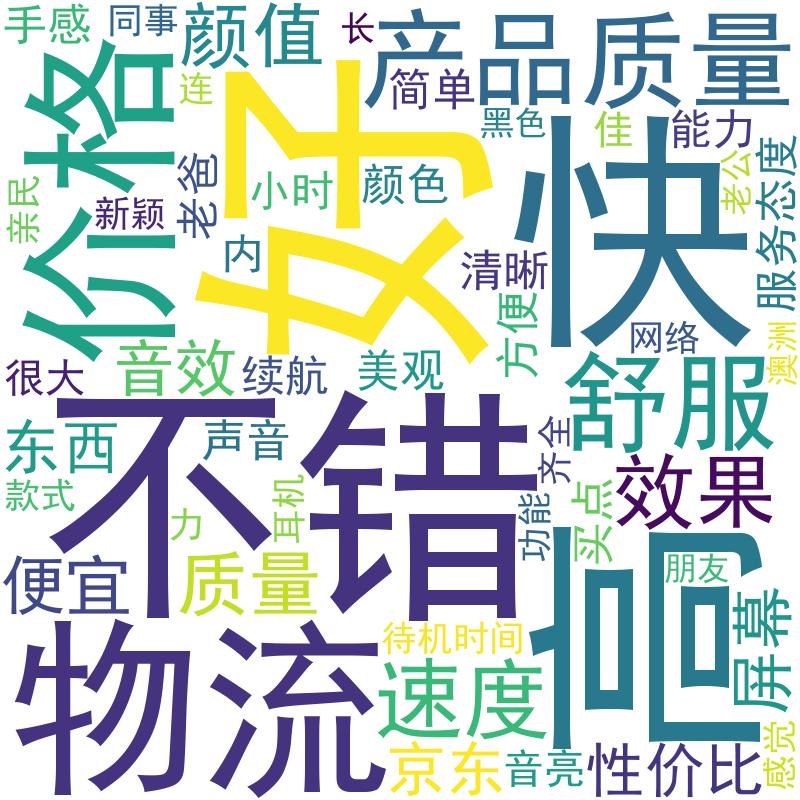 手感
同事
颜值
长
产品质量
连
简单
价格
好
黑色
佳
能力
快
老爸
小时
颜色
老公
服务态度
亲民
新颖
内
清晰
方便
网络
澳洲
很大
音效
续航
美观
舒服
东西
声音
不错
齐全
效果
款式
力
耳机
功能
买点
高
朋友
便宜
质量
屏幕
待机时间
物流
速度
京东
音亮
性价比
感觉